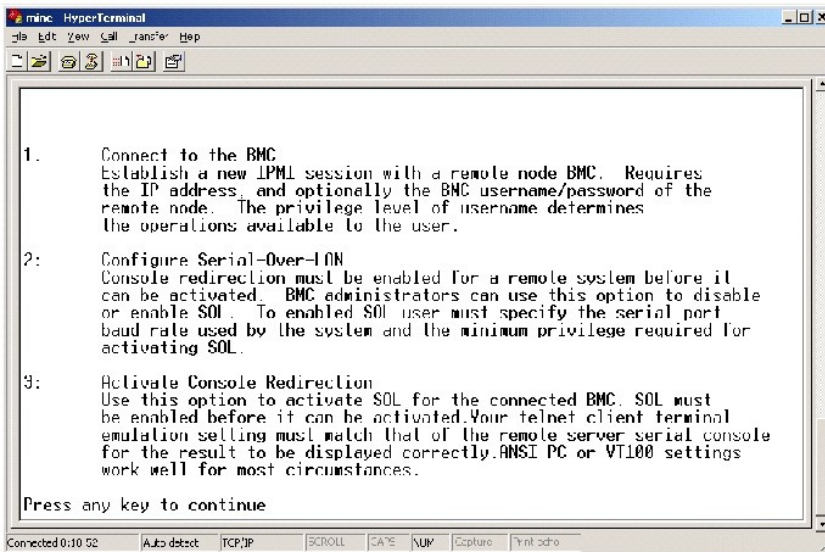 mine HyperTerminal
File Edit View Call Transfer Help
1. Connect to the BMC
Establish a new IPMI session with a remote node BMC. Requires
the IP address, and optionally the BMC username/password of the
remote node. The privilege level of username determines
the operations available to the user.
2: Configure Serial-Over-LAN
Console redirection must be enabled for a remote system before it
can be activated. BMC administrators can use this option to disable
or enable SOL. To enabled SOL user must specify the serial port
baud rate used by the system and the minimum privilege required for
activating SOL.
3: Activate Console Redirection
Use this option to activate SOL for the connected BMC. SOL must
be enabled before it can be activated.Your telnet client terminal
emulation setting must match that of the remote server serial console
for the result to be displayed correctly.ANSI PC or VT100 settings
work well for most circumstances.
Press any key to continue
Connected 0:10:52 Auto detect TCP/IP SCROLL CAPS NUM Capture Print echo